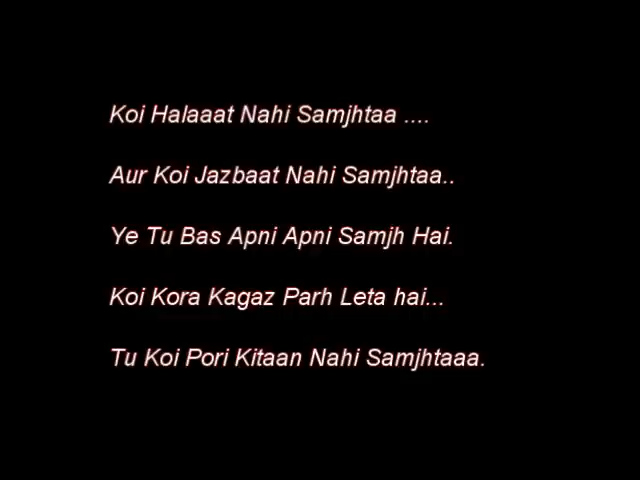 Koi Halaaat Nahi Samjhtaa ....
Aur Koi Jazbaat Nahi Samjhtaa..
Ye Tu Bas Apni Apni Samjh Hai.
Koi Kora Kagaz Parh Leta hai...
Tu Koi Pori Kitaan Nahi Samjhtaaa.